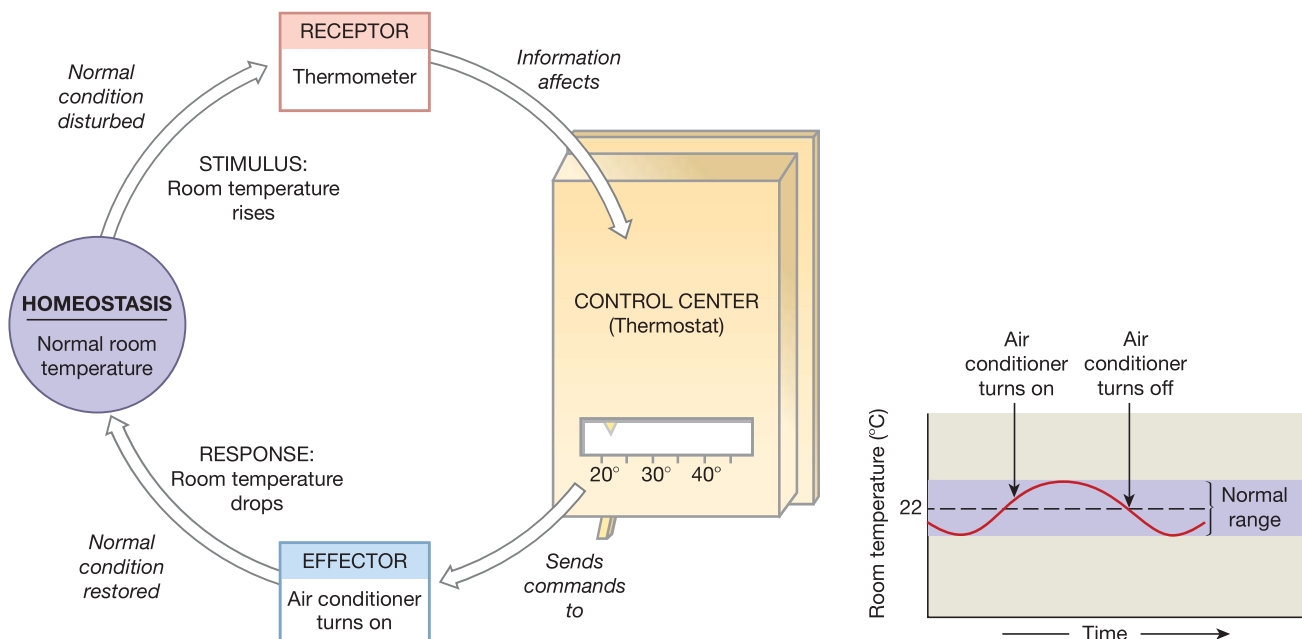 RECEPTOR
Thermometer
Information
affects
Normal
condition
disturbed
STIMULUS:
Room temperature
rises
HOMEOSTASIS
Normal room
temperature
CONTROL CENTER
(Thermostat)
20° 30° 40°
RESPONSE:
Room temperature
drops
Normal
condition
restored
EFFECTOR
Air conditioner
turns on
Sends
commands
to
Air
conditioner
turns on
Air
conditioner
turns off
Room temperature (°C)
22
Normal
range
Time